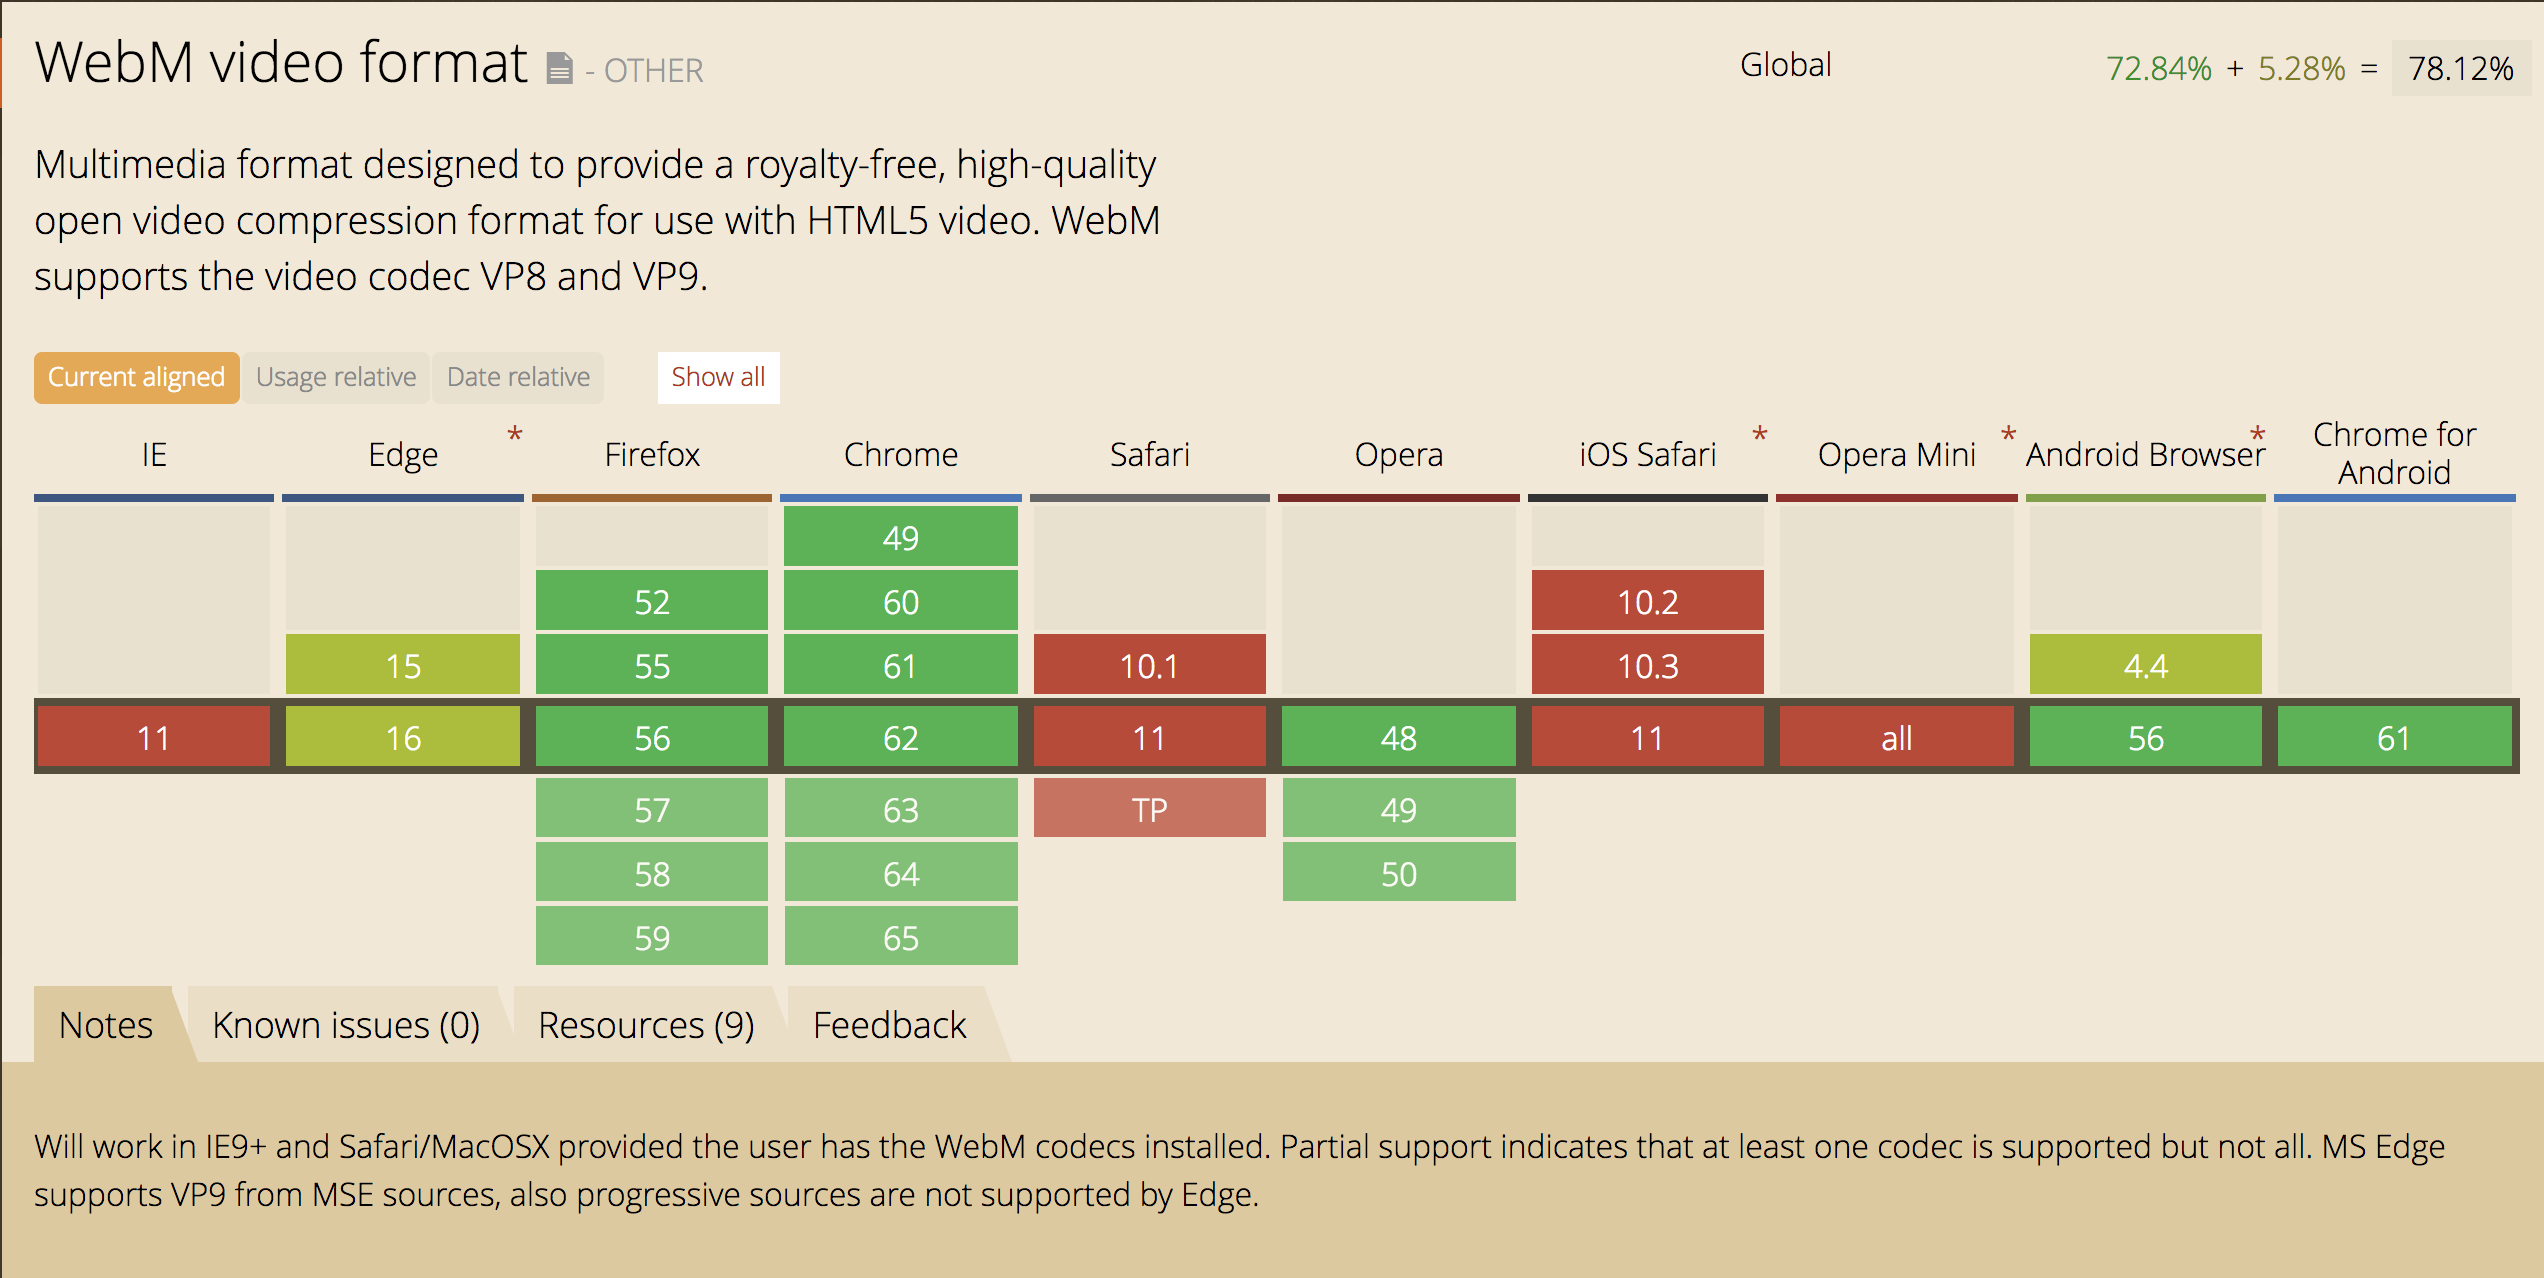 WebM video format - OTHER
Global
72.84% + 5.28% = 78.12%
Multimedia format designed to provide a royalty-free, high-quality
open video compression format for use with HTML5 video. WebM
supports the video codec VP8 and VP9.
Current aligned Usage relative Date relative Show all
IE Edge * Firefox Chrome Safari Opera iOS Safari * Opera Mini * Android Browser * Chrome for
Android
49
52 60 10.2
15 55 61 10.1 10.3 4.4
11 16 56 62 11 48 11 all 56 61
57 63 TP 49
58 64 50
59 65
Notes Known issues (0) Resources (9) Feedback
Will work in IE9+ and Safari/MacOSX provided the user has the WebM codecs installed. Partial support indicates that at least one codec is supported but not all. MS Edge
supports VP9 from MSE sources, also progressive sources are not supported by Edge.